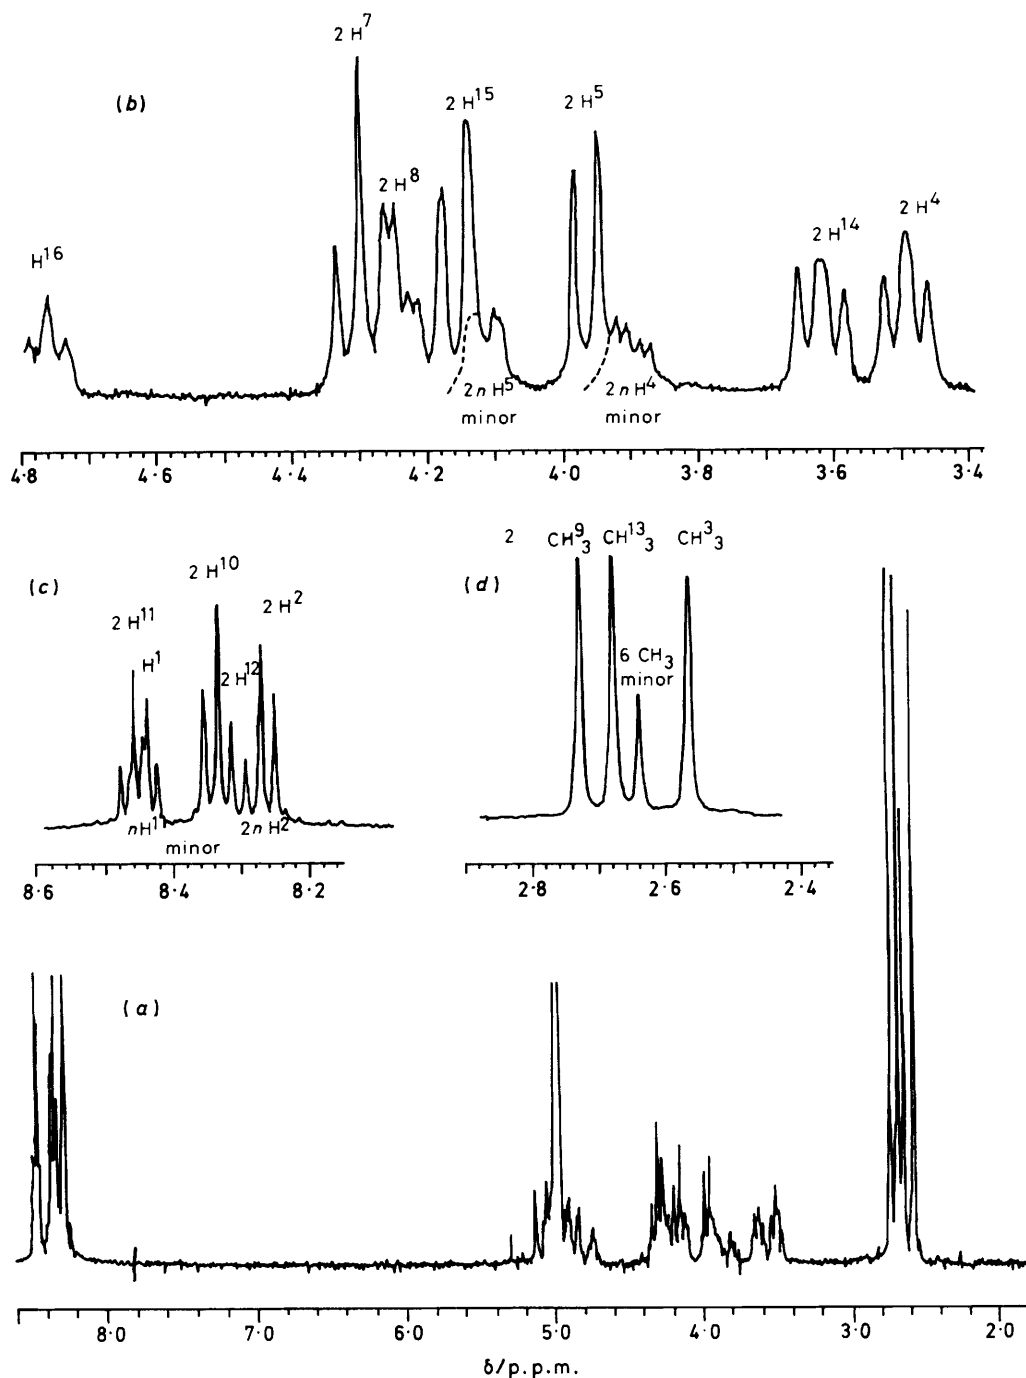 (b)
2 H7
2 H8
2 H15
2 H5
2 H14
2 H4
H16
2n H5
minor
2n H4
minor
4·8 4·6 4·4 4·2 4·0 3·8 3·6 3·4
(c)
2 H10
2 H11
2 H2
H1
2 H12
nH1
2n H2
minor
8·6 8·4 8·2
(d)
2 CH93 CH133 CH33
6 CH3
minor
2·8 2·6 2·4
(a)
8·0 7·0 6·0 5·0 4·0 3·0 2·0
δ/p.p.m.